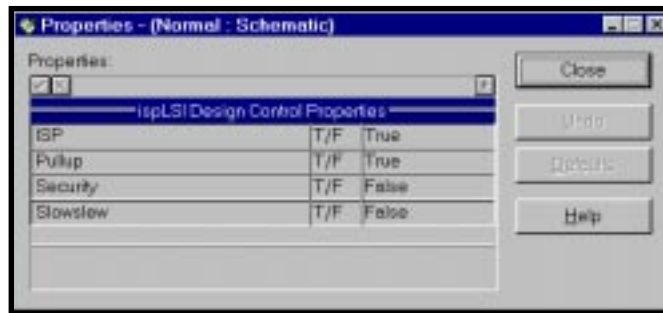 Properties - (Normal : Schematic)
Properties:
ispLSI Design Control Properties
ISP T/F True
Pullup T/F True
Security T/F False
Slowslew T/F False
Close
Undo
Defaults
Help